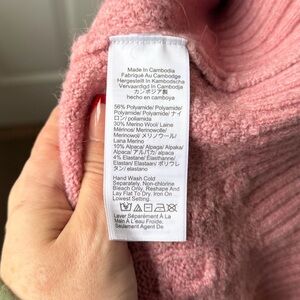 Made In Cambodia
Fabriqué Au Cambodge
Hergestellt In Kambodscha
Vervaardigd In Cambodja
カンボジア製
hecho en camboya
56% Polyamide/ Polyamide/
Polyamid/ Polyamide/ ナイ
ロン/ poliamida
30% Merino Wool/ Laine
Mérinos/ Merinowolle/
Merinowol/ メリノウール/
Lana Merino
10% Alpaca/ Alpaga/ Alpaka/
Alpaca/ アルパカ/ alpaca
4% Elastane/ Elasthanne/
Elastan/ Elastaan/ ポリウレ
タン/ elastano
Hand Wash Cold
Separately, Non-chlorine
Bleach Only, Reshape And
Lay Flat To Dry. Iron On
Lowest Setting.
Laver Séparément À La
Main À L'eau Froide.
Seulement Agent De